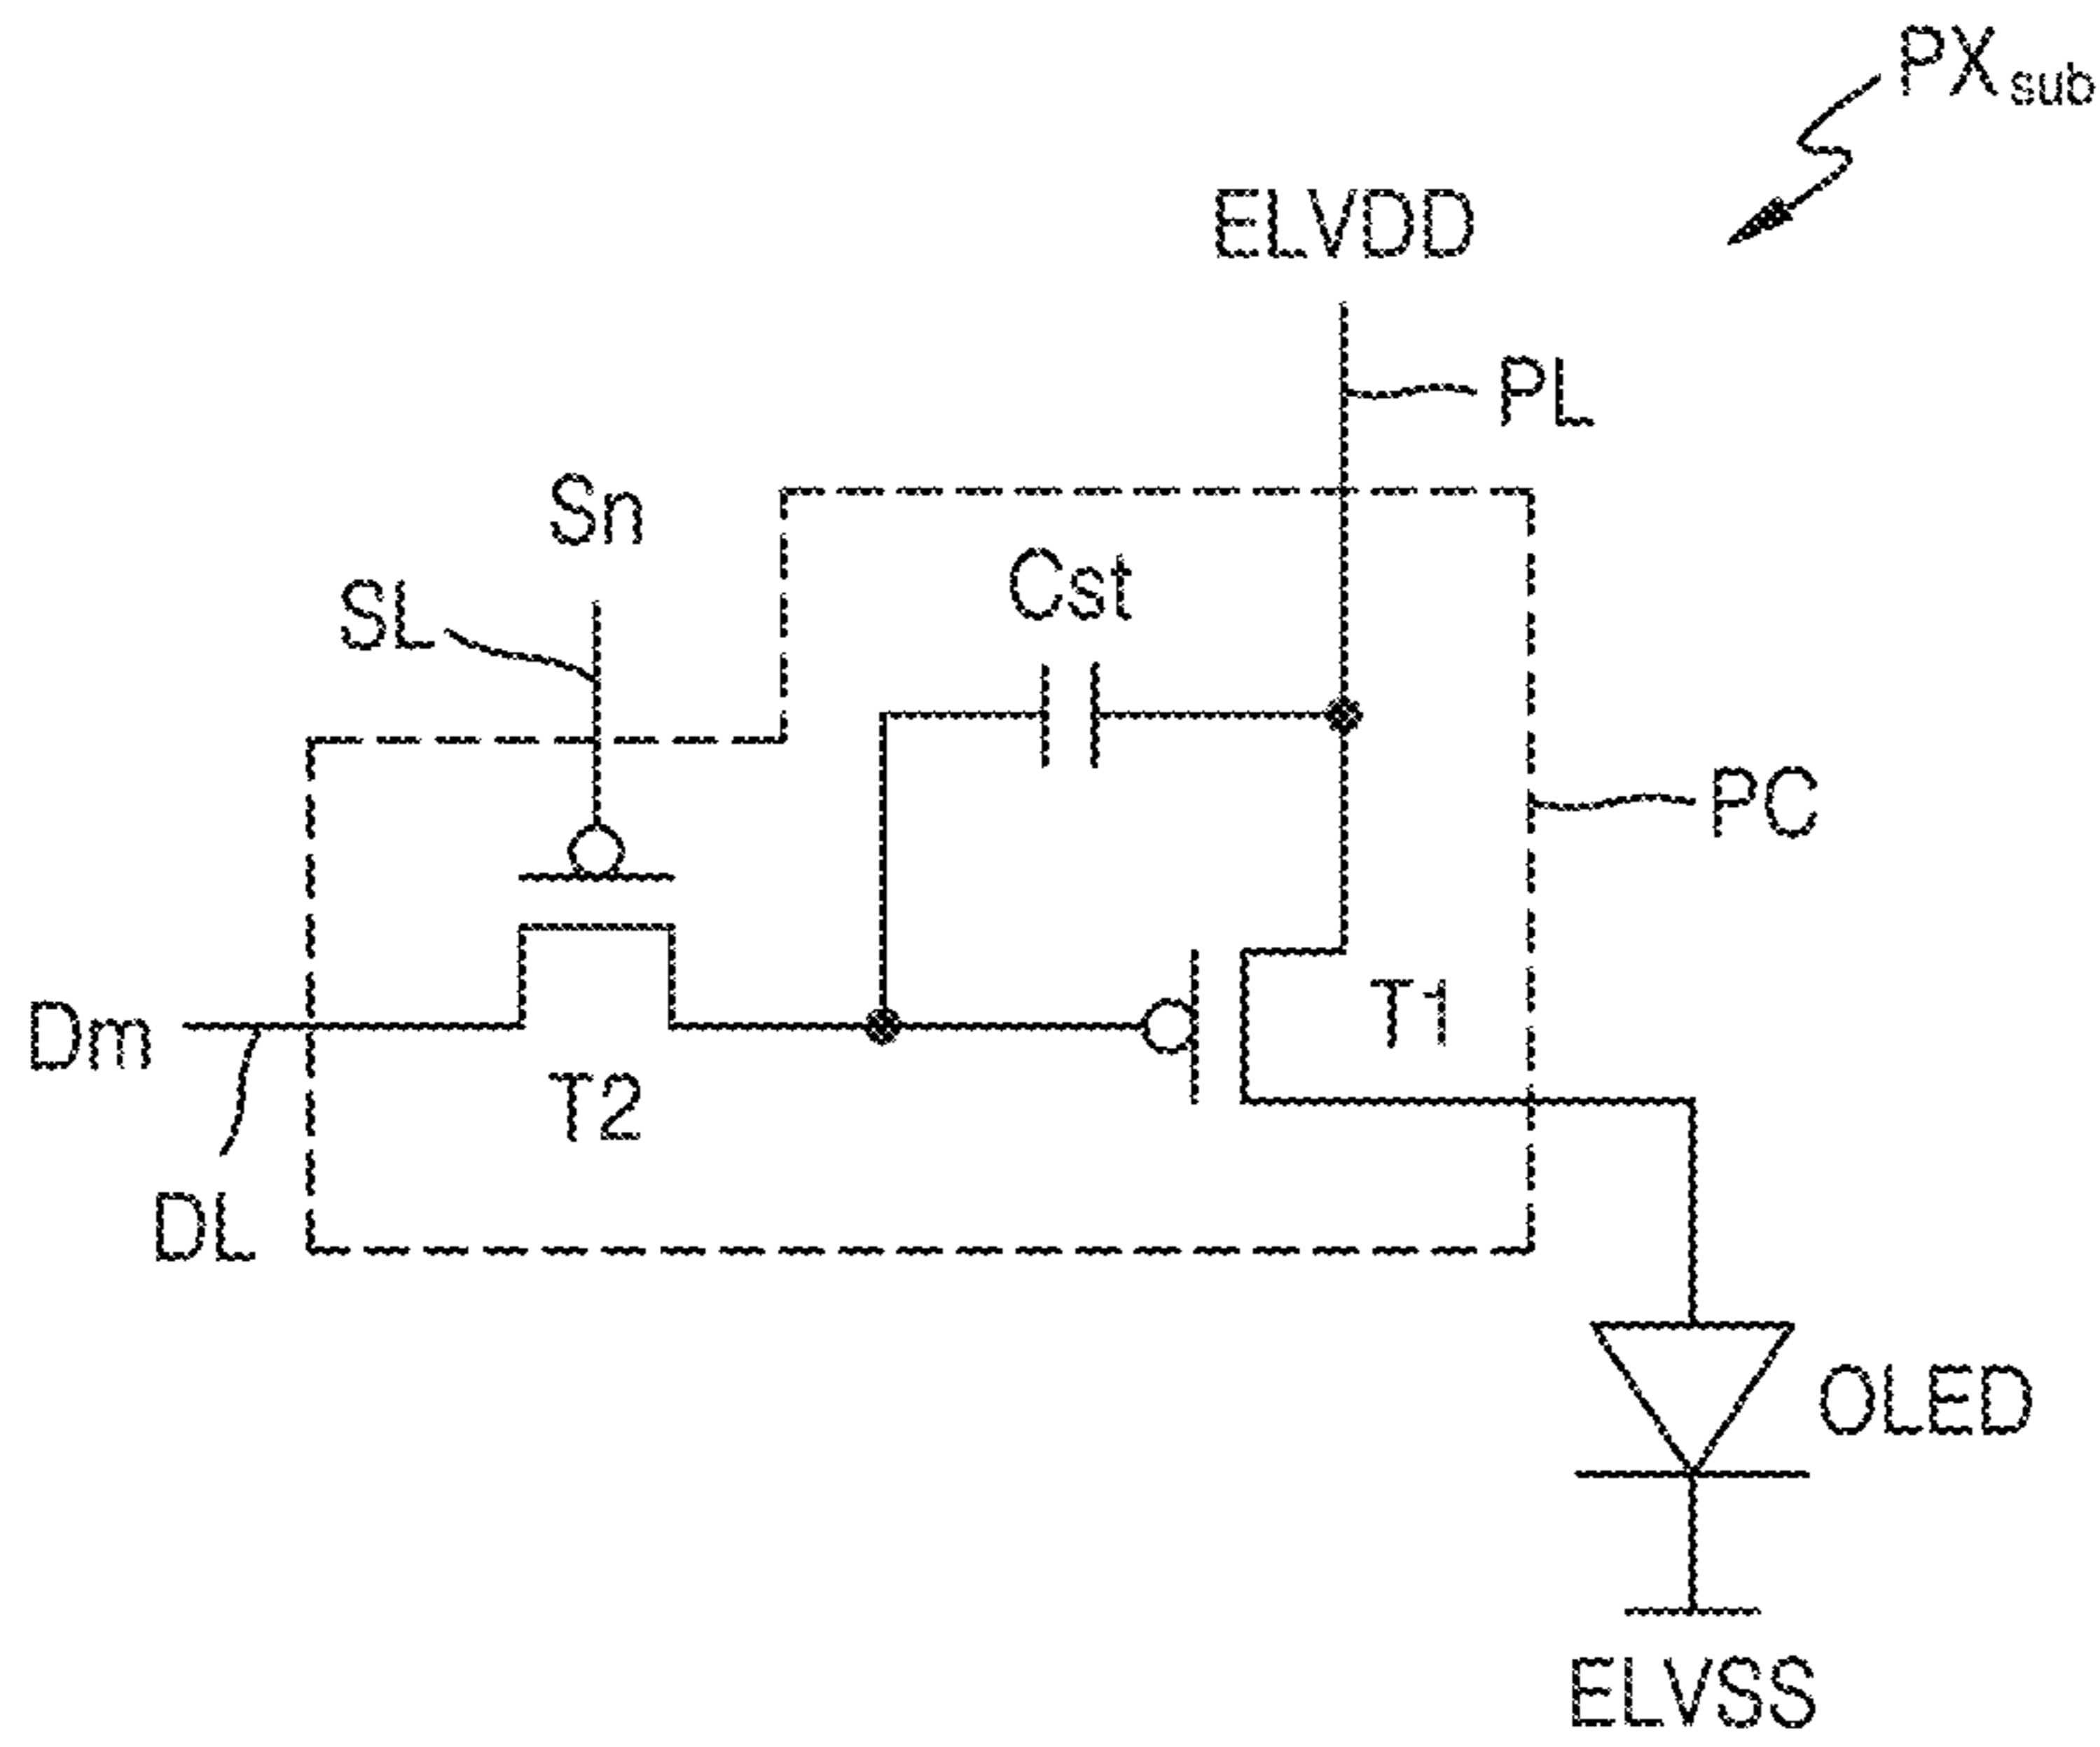 PXsub
ELVDD
PL
Sn
Cst
SL
PC
T1
Dm
T2
DL
OLED
ELVSS